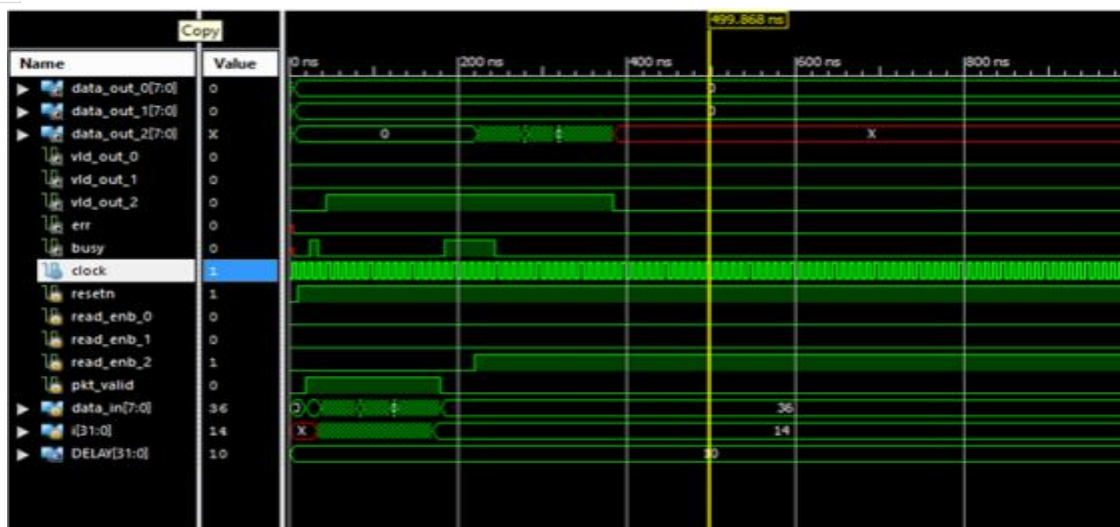 499.868 ns
Copy
Name Value 0 ns 200 ns 400 ns 600 ns 800 ns
data_out_0[7:0] 0 0
data_out_1[7:0] 0 0
data_out_2[7:0] X 0 X
vld_out_0 0
vld_out_1 0
vld_out_2 0
err 0
busy 0
clock 1
resetn 1
read_enb_0 0
read_enb_1 0
read_enb_2 1
pkt_valid 0
data_in[7:0] 36 36
i[31:0] 14 X 14
DELAY[31:0] 10 10